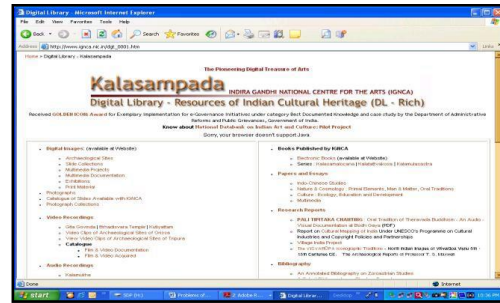 Digital Library - Microsoft Internet Explorer
File Edit View Favorites Tools Help
Back Search Favorites
Address http://www.ignca.nic.in/dgt_0001.htm
Home > Digital Library - Kalasampada
The Pioneering Digital Treasure of Arts
Kalasampada INDIRA GANDHI NATIONAL CENTRE FOR THE ARTS (IGNCA)
Digital Library - Resources of Indian Cultural Heritage (DL - Rich)
Received GOLDEN ICON Award for Exemplary Implementation for e-Governance Initiatives under category Best Documented Knowledge and case study by the Department of Administrative
Reforms and Public Grievances, Government of India.
Know about National Databank on Indian Art and Culture: Pilot Project
Sorry, your browser doesn't support Java.
Digital Images: (available at Website)
Archaeological Sites
Slide Collections
Multimedia Projects
Multimedia Documentation
Exhibitions
Print Material
Photographs
Catalogue of Slides Available with IGNCA
Photograph Collections
Video Recordings
Gita Govinda | Brhadisvara Temple | Kutiyattam
Video Clips of Archaeological Sites of Orissa
View Video Clips of Archaeological Sites of Tripura
Catalogue
Film & Video Documentation
Film & Video Acquired
Audio Recordings
Books Published by IGNCA
Electronic Books (available at Website)
Series : Kalasamalocana | Kalatattvakosa | Kalamulasastra
Papers and Essays
Indo-Chinese Studies
Nature & Cosmology - Primal Elements, Man & Matter, Oral Traditions
Culture - Ecology, Education and Development
Multimedia
Research Reports
PALI TIPITAKA CHANTING: Oral Tradition of Theravada Buddhism - An Audio -
Visual Documentation at Bodh Gaya (PDF)
Report on Cultural Mapping of India Under UNESCO's Programme on Cultural
Industries and Copyright Policies and Partnerships
Village India Project
Bibliography
An Annotated Bibliography on Zoroastrian Studies
Done
Internet
start